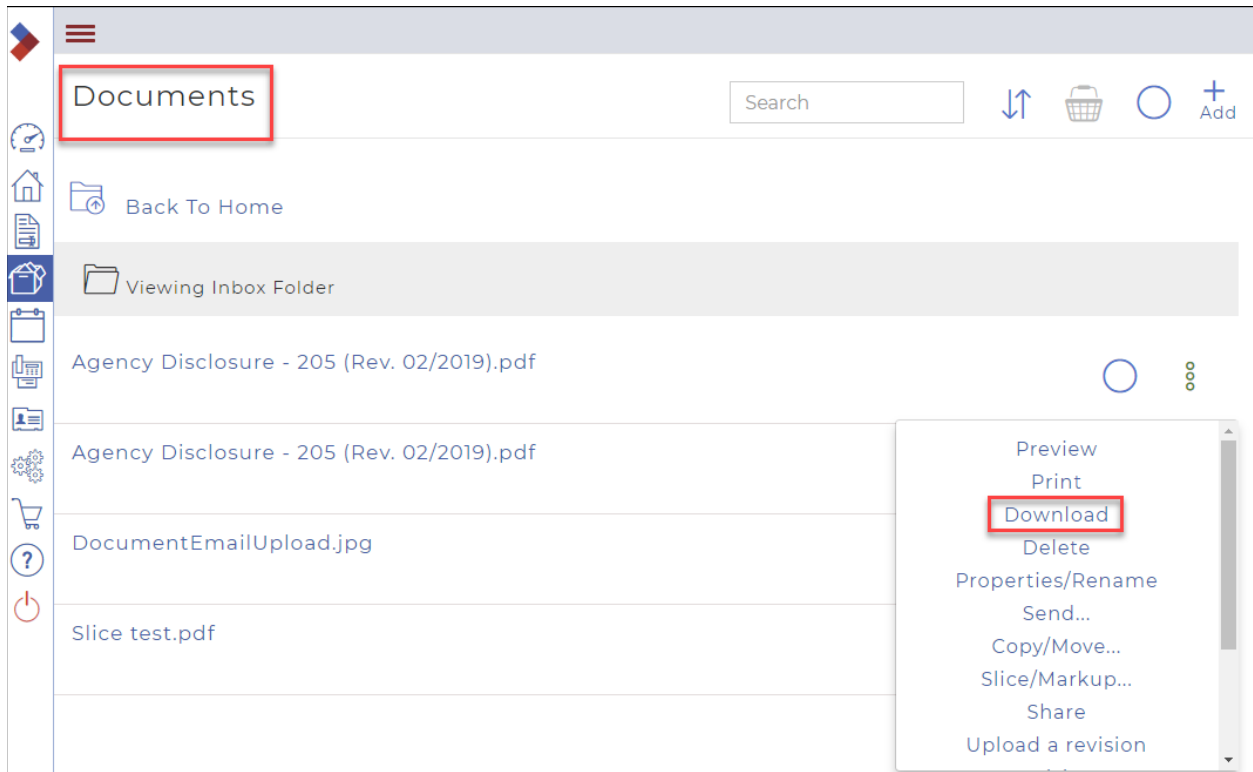 Documents
Search
Add
Back To Home
Viewing Inbox Folder
Agency Disclosure - 205 (Rev. 02/2019).pdf
Agency Disclosure - 205 (Rev. 02/2019).pdf
DocumentEmailUpload.jpg
Slice test.pdf
Preview
Print
Download
Delete
Properties/Rename
Send...
Copy/Move...
Slice/Markup...
Share
Upload a revision